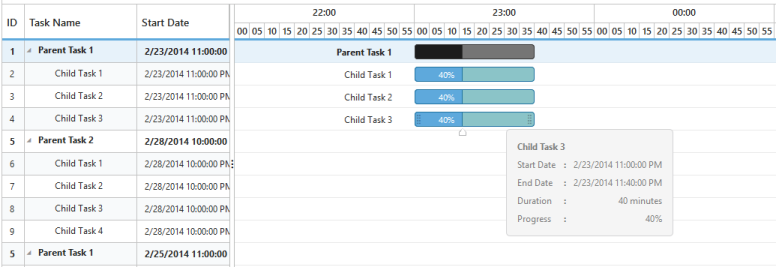 22:00 23:00 00:00
ID Task Name Start Date
00 05 10 15 20 25 30 35 40 45 50 55 00 05 10 15 20 25 30 35 40 45 50 55 00 05 10 15 20 25 30 35 40 45 50 55
1 Parent Task 1 2/23/2014 11:00:00 Parent Task 1
2 Child Task 1 2/23/2014 11:00:00 PM Child Task 1 40%
3 Child Task 2 2/23/2014 11:00:00 PM Child Task 2 40%
4 Child Task 3 2/23/2014 11:00:00 PM Child Task 3 40%
5 Parent Task 2 2/28/2014 10:00:00
6 Child Task 1 2/28/2014 10:00:00 PM
7 Child Task 2 2/28/2014 10:00:00 PM
8 Child Task 3 2/28/2014 10:00:00 PM
9 Child Task 4 2/28/2014 10:00:00 PM
5 Parent Task 1 2/25/2014 11:00:00
Child Task 3
Start Date : 2/23/2014 11:00:00 PM
End Date : 2/23/2014 11:40:00 PM
Duration : 40 minutes
Progress : 40%